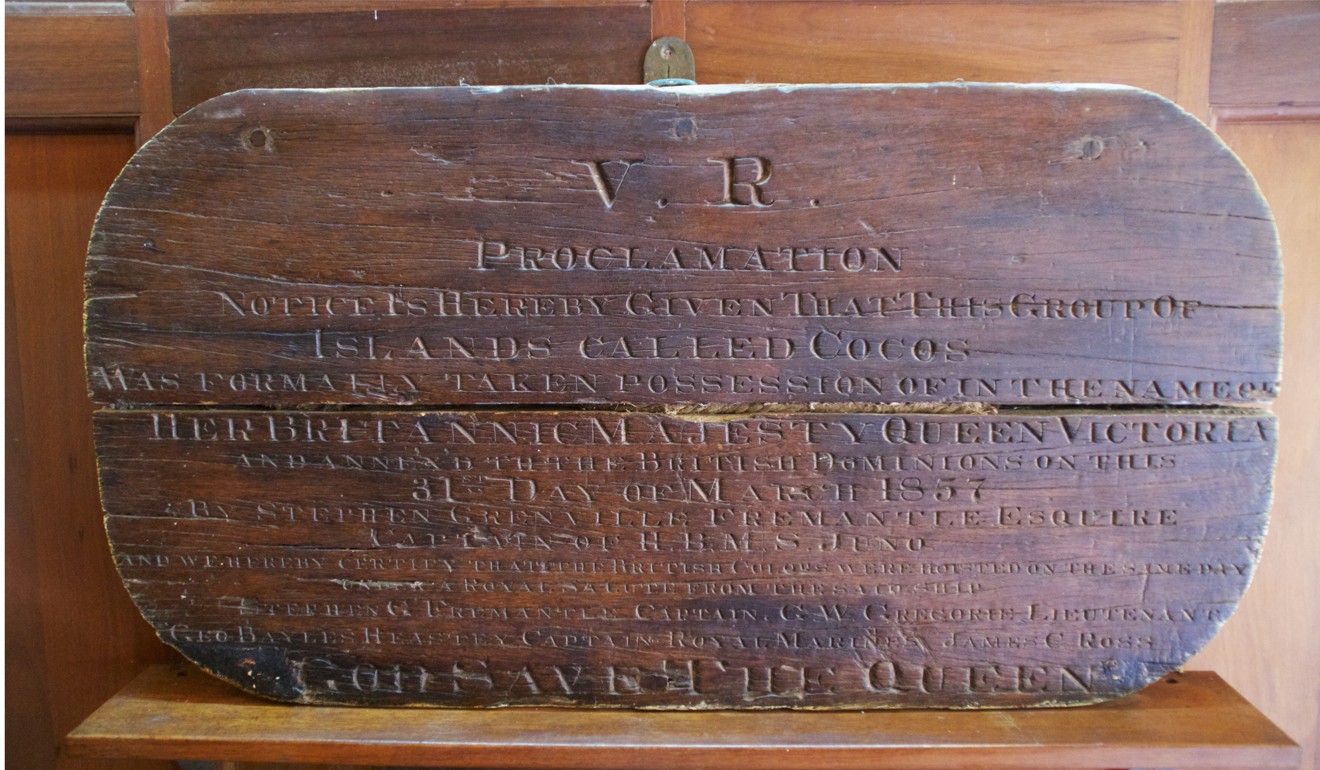 V. R.
PROCLAMATION
NOTICE IS HEREBY GIVEN THAT THIS GROUP OF
ISLANDS CALLED COCOS
WAS FORMALLY TAKEN POSSESSION OF IN THE NAME OF
HER BRITANNIC MAJESTY QUEEN VICTORIA
AND ANNEX'D TO THE BRITISH DOMINIONS ON THIS
31ST DAY OF MARCH 1857
BY STEPHEN GRENVILLE FREMANTLE ESQUIRE
CAPTAIN OF H.B.M.S. JUNO
AND WE HEREBY CERTIFY THAT THE BRITISH COLORS WERE HOISTED ON THE SAME DAY
UNDER A ROYAL SALUTE FROM THE SAID SHIP
STEPHEN G. FREMANTLE CAPTAIN. G.W. GREGORIE LIEUTENANT
GEO BAYLES HEASTEY CAPTAIN ROYAL MARINES JAMES C ROSS
GOD SAVE THE QUEEN